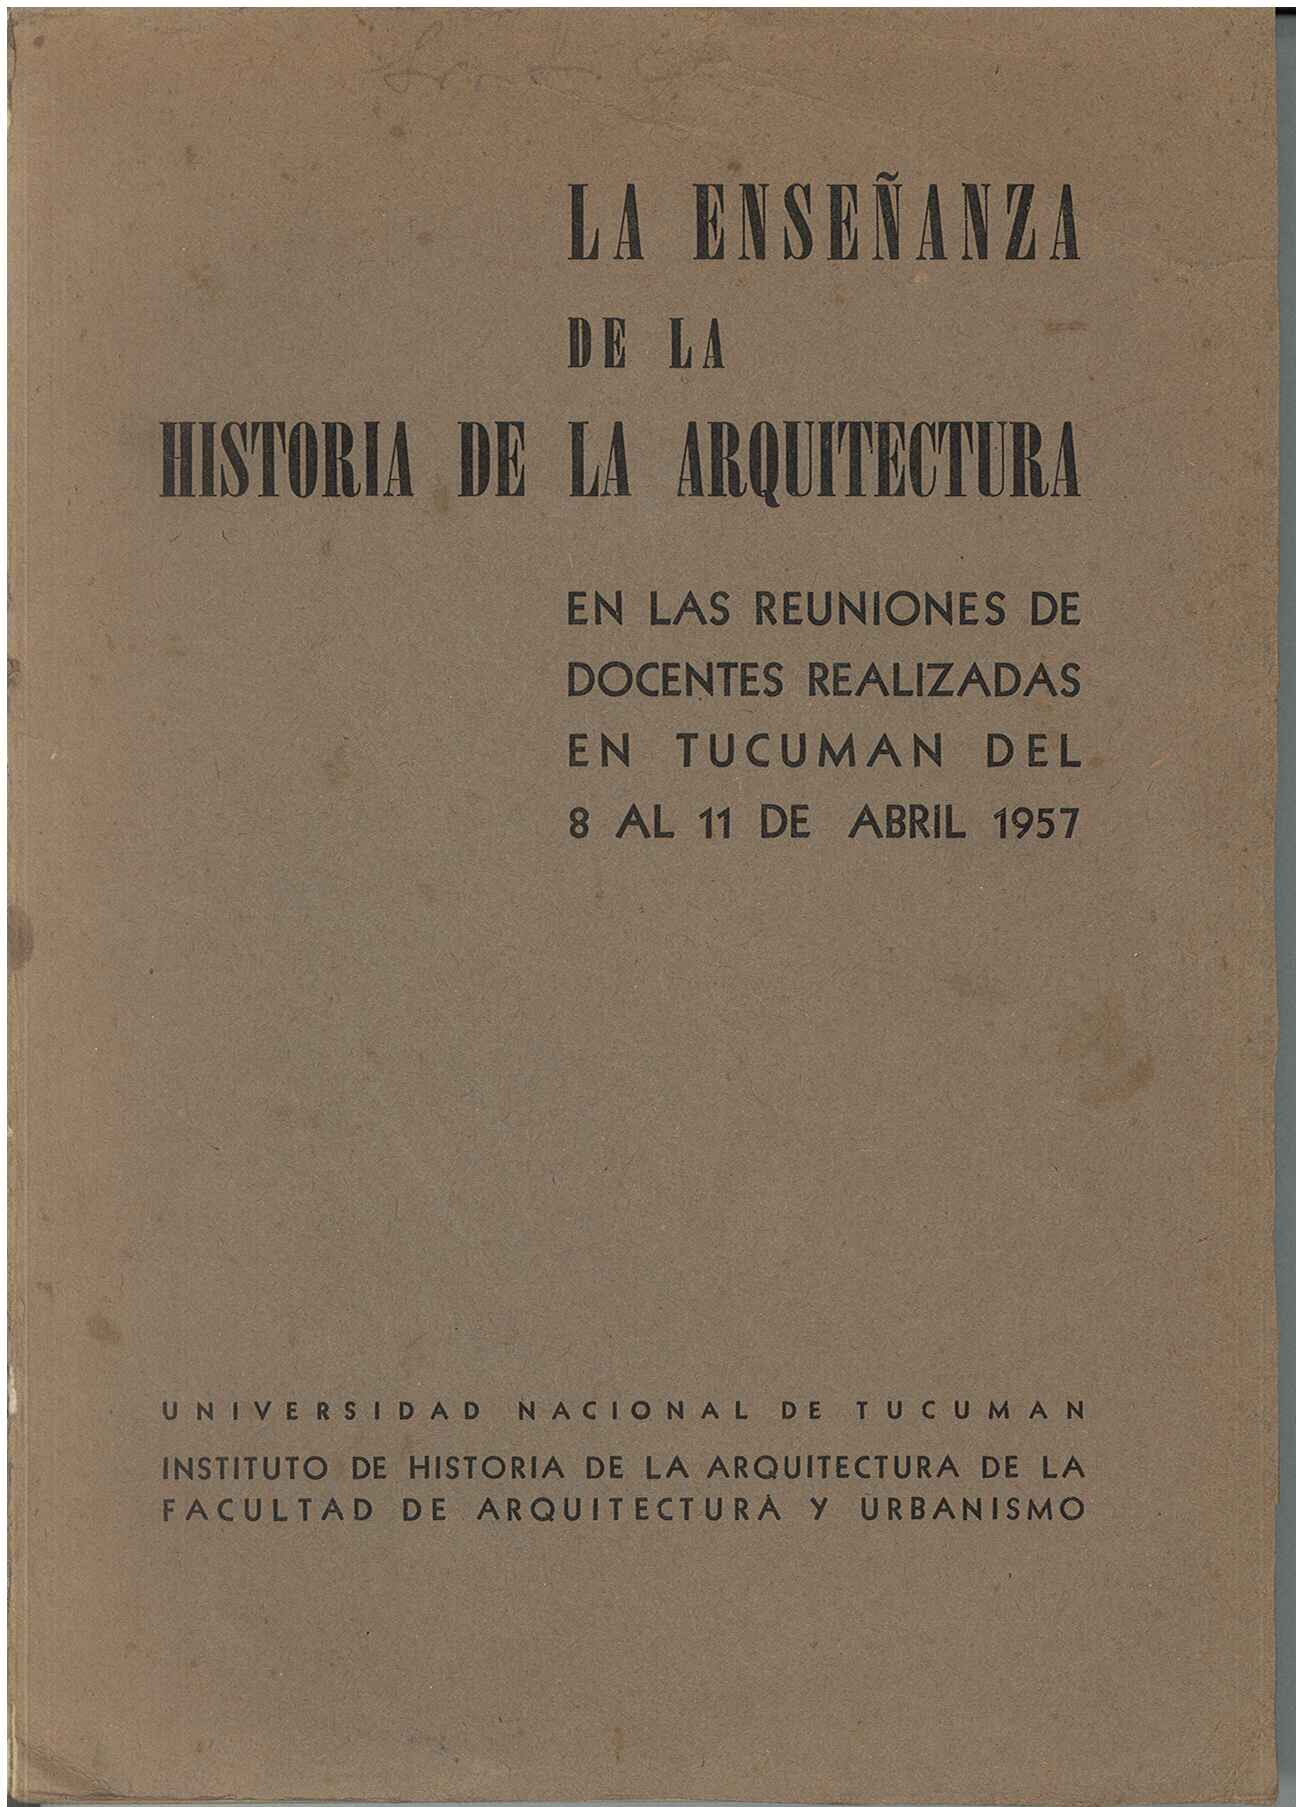 LA ENSEÑANZA
DE LA
HISTORIA DE LA ARQUITECTURA
EN LAS REUNIONES DE
DOCENTES REALIZADAS
EN TUCUMAN DEL
8 AL 11 DE ABRIL 1957
UNIVERSIDAD NACIONAL DE TUCUMAN
INSTITUTO DE HISTORIA DE LA ARQUITECTURA DE LA
FACULTAD DE ARQUITECTURA Y URBANISMO